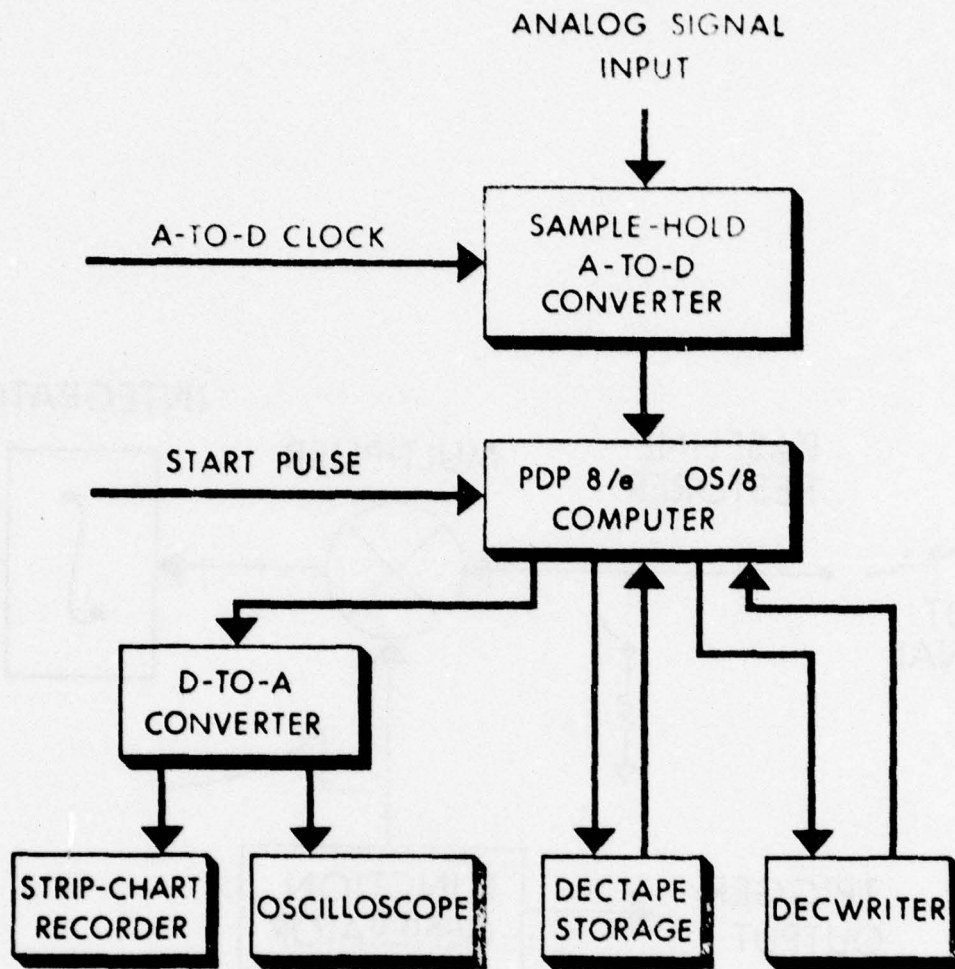 ANALOG SIGNAL
INPUT
A-TO-D CLOCK
SAMPLE-HOLD
A-TO-D
CONVERTER
START PULSE
PDP 8/e OS/8
COMPUTER
D-TO-A
CONVERTER
STRIP-CHART
RECORDER
OSCILLOSCOPE
DECTAPE
STORAGE
DECWRITER